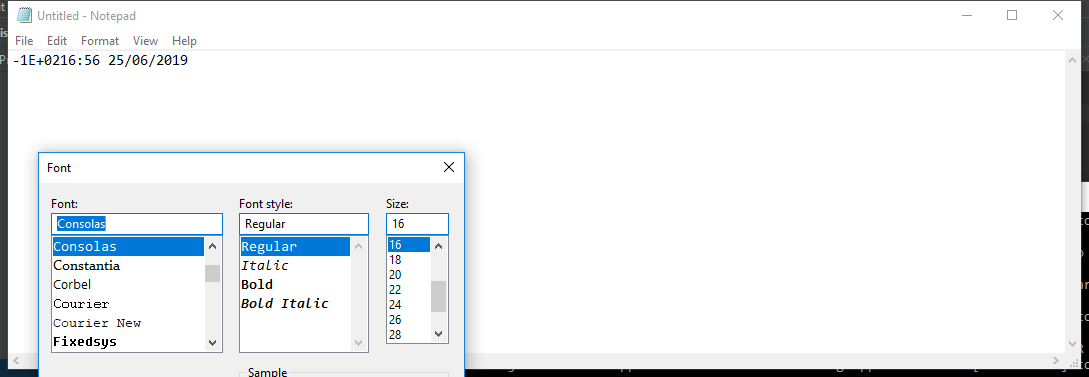 Untitled - Notepad
File Edit Format View Help
-1E+0216:56 25/06/2019
Font
Font: Font style: Size:
Consolas Regular 16
Consolas Regular 16
Constantia Italic 18
Corbel Bold 20
Courier Bold Italic 22
Courier New 24
Fixedsys 26
28
Sample